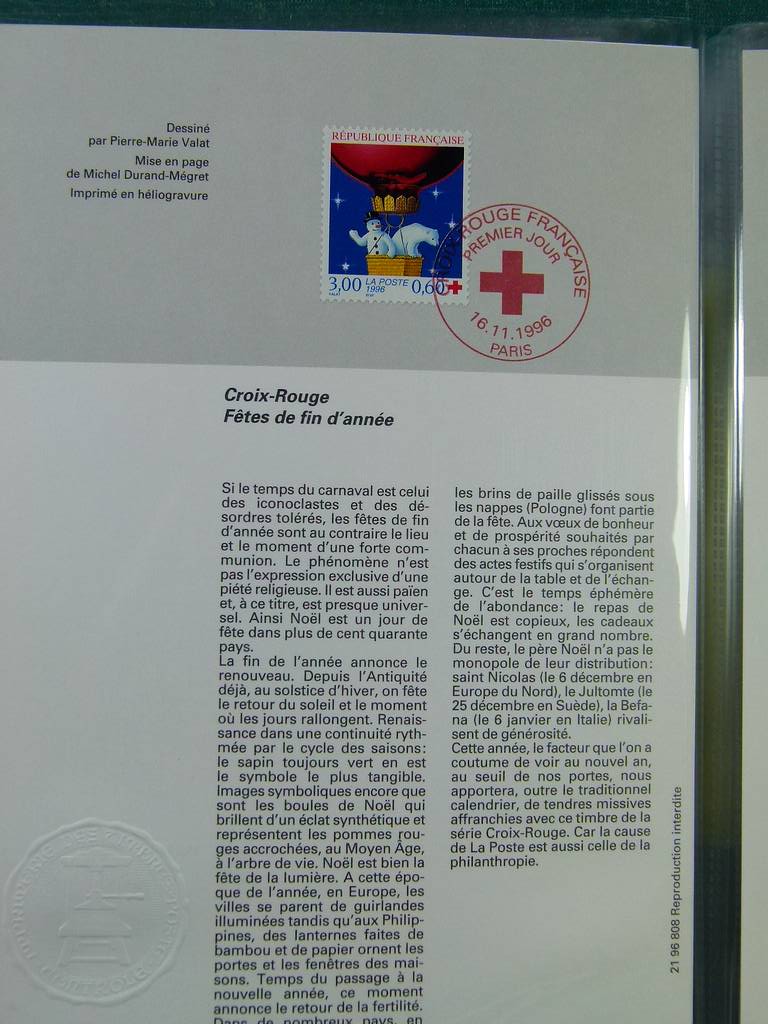 Dessiné
par Pierre-Marie Valat
Mise en page
de Michel Durand-Mégret
Imprimé en héliogravure
RÉPUBLIQUE FRANÇAISE
3,00 LA POSTE 0,60
1996
VALAT
CROIX-ROUGE FRANÇAISE
PREMIER JOUR
16.11.1996
PARIS
Croix-Rouge
Fêtes de fin d'année
Si le temps du carnaval est celui
des iconoclastes et des dé-
sordres tolérés, les fêtes de fin
d'année sont au contraire le lieu
et le moment d'une forte com-
munion. Le phénomène n'est
pas l'expression exclusive d'une
piété religieuse. Il est aussi païen
et, à ce titre, est presque univer-
sel. Ainsi Noël est un jour de
fête dans plus de cent quarante
pays.
La fin de l'année annonce le
renouveau. Depuis l'Antiquité
déjà, au solstice d'hiver, on fête
le retour du soleil et le moment
où les jours rallongent. Renais-
sance dans une continuité ryth-
mée par le cycle des saisons:
le sapin toujours vert en est
le symbole le plus tangible.
Images symboliques encore que
sont les boules de Noël qui
brillent d'un éclat synthétique et
représentent les pommes rou-
ges accrochées, au Moyen Âge,
à l'arbre de vie. Noël est bien la
fête de la lumière. A cette épo-
que de l'année, en Europe, les
villes se parent de guirlandes
illuminées tandis qu'aux Philip-
pines, des lanternes faites de
bambou et de papier ornent les
portes et les fenêtres des mai-
sons. Temps du passage à la
nouvelle année, ce moment
annonce le retour de la fertilité.
Dans de nombreux pays, en
les brins de paille glissés sous
les nappes (Pologne) font partie
de la fête. Aux vœux de bonheur
et de prospérité souhaités par
chacun à ses proches répondent
des actes festifs qui s'organisent
autour de la table et de l'échan-
ge. C'est le temps éphémère
de l'abondance: le repas de
Noël est copieux, les cadeaux
s'échangent en grand nombre.
Du reste, le père Noël n'a pas le
monopole de leur distribution:
saint Nicolas (le 6 décembre en
Europe du Nord), le Jultomte (le
25 décembre en Suède), la Befa-
na (le 6 janvier en Italie) rivali-
sent de générosité.
Cette année, le facteur que l'on a
coutume de voir au nouvel an,
au seuil de nos portes, nous
apportera, outre le traditionnel
calendrier, de tendres missives
affranchies avec ce timbre de la
série Croix-Rouge. Car la cause
de La Poste est aussi celle de la
philanthropie.
21 96 808 Reproduction interdite